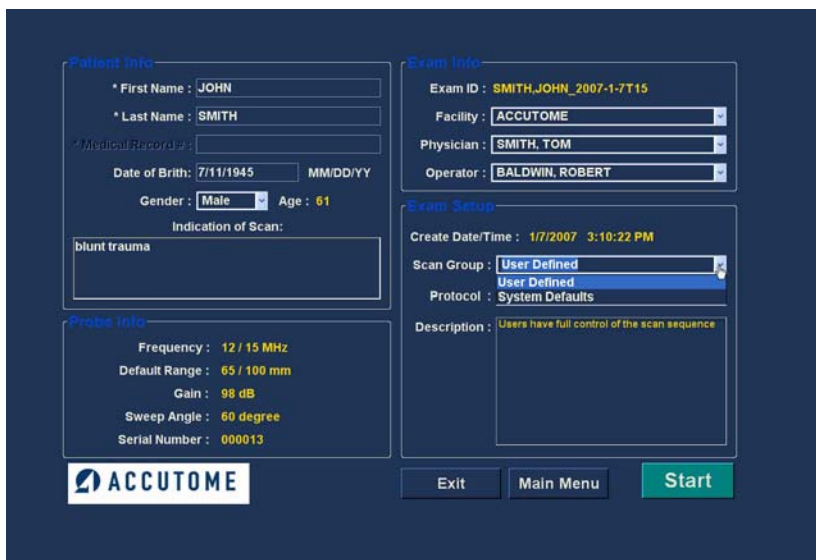 Patient Info
* First Name : JOHN
* Last Name : SMITH
* Medical Record # :
Date of Brith: 7/11/1945 MM/DD/YY
Gender : Male Age : 61
Indication of Scan:
blunt trauma
Probe Info
Frequency : 12 / 15 MHz
Default Range : 65 / 100 mm
Gain : 98 dB
Sweep Angle : 60 degree
Serial Number : 000013
ACCUTOME
Exam Info
Exam ID : SMITH,JOHN_2007-1-7T15
Facility : ACCUTOME
Physician : SMITH, TOM
Operator : BALDWIN, ROBERT
Exam Setup
Create Date/Time : 1/7/2007 3:10:22 PM
Scan Group : User Defined
User Defined
Protocol : System Defaults
Description : Users have full control of the scan sequence
Exit Main Menu Start